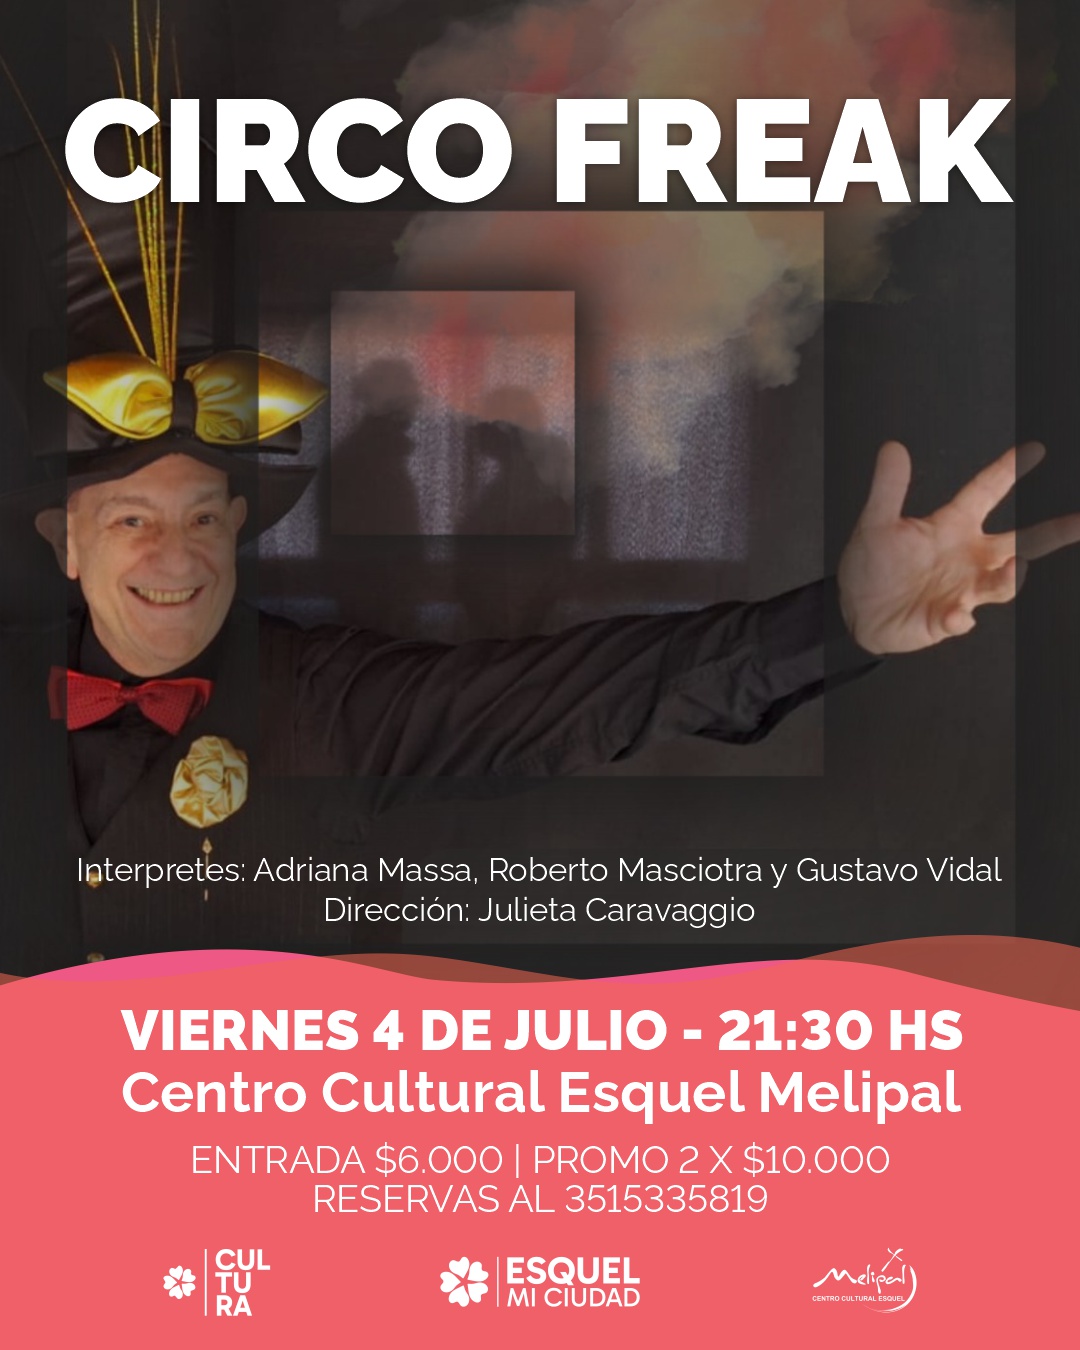 CIRCO FREAK
Interpretes: Adriana Massa, Roberto Masciotra y Gustavo Vidal
Dirección: Julieta Caravaggio
VIERNES 4 DE JULIO - 21:30 HS
Centro Cultural Esquel Melipal
ENTRADA $6.000 | PROMO 2 X $10.000
RESERVAS AL 3515335819
CUL
TU
RA
ESQUEL
MI CIUDAD
Melipal
CENTRO CULTURAL ESQUEL